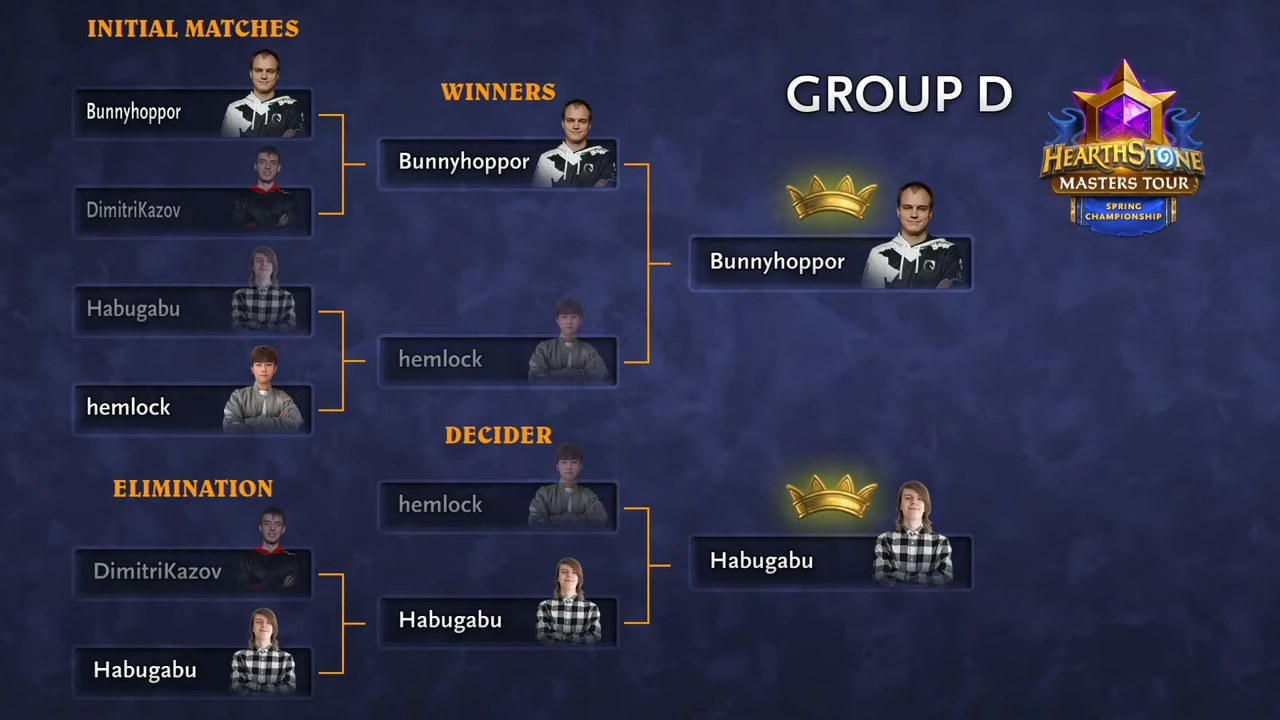 INITIAL MATCHES
Bunnyhoppor
DimitriKazov
Habugabu
hemlock
WINNERS
Bunnyhoppor
hemlock
ELIMINATION
DimitriKazov
Habugabu
DECIDER
hemlock
Habugabu
GROUP D
Bunnyhoppor
Habugabu
HEARTHSTONE
MASTERS TOUR
SPRING
CHAMPIONSHIP